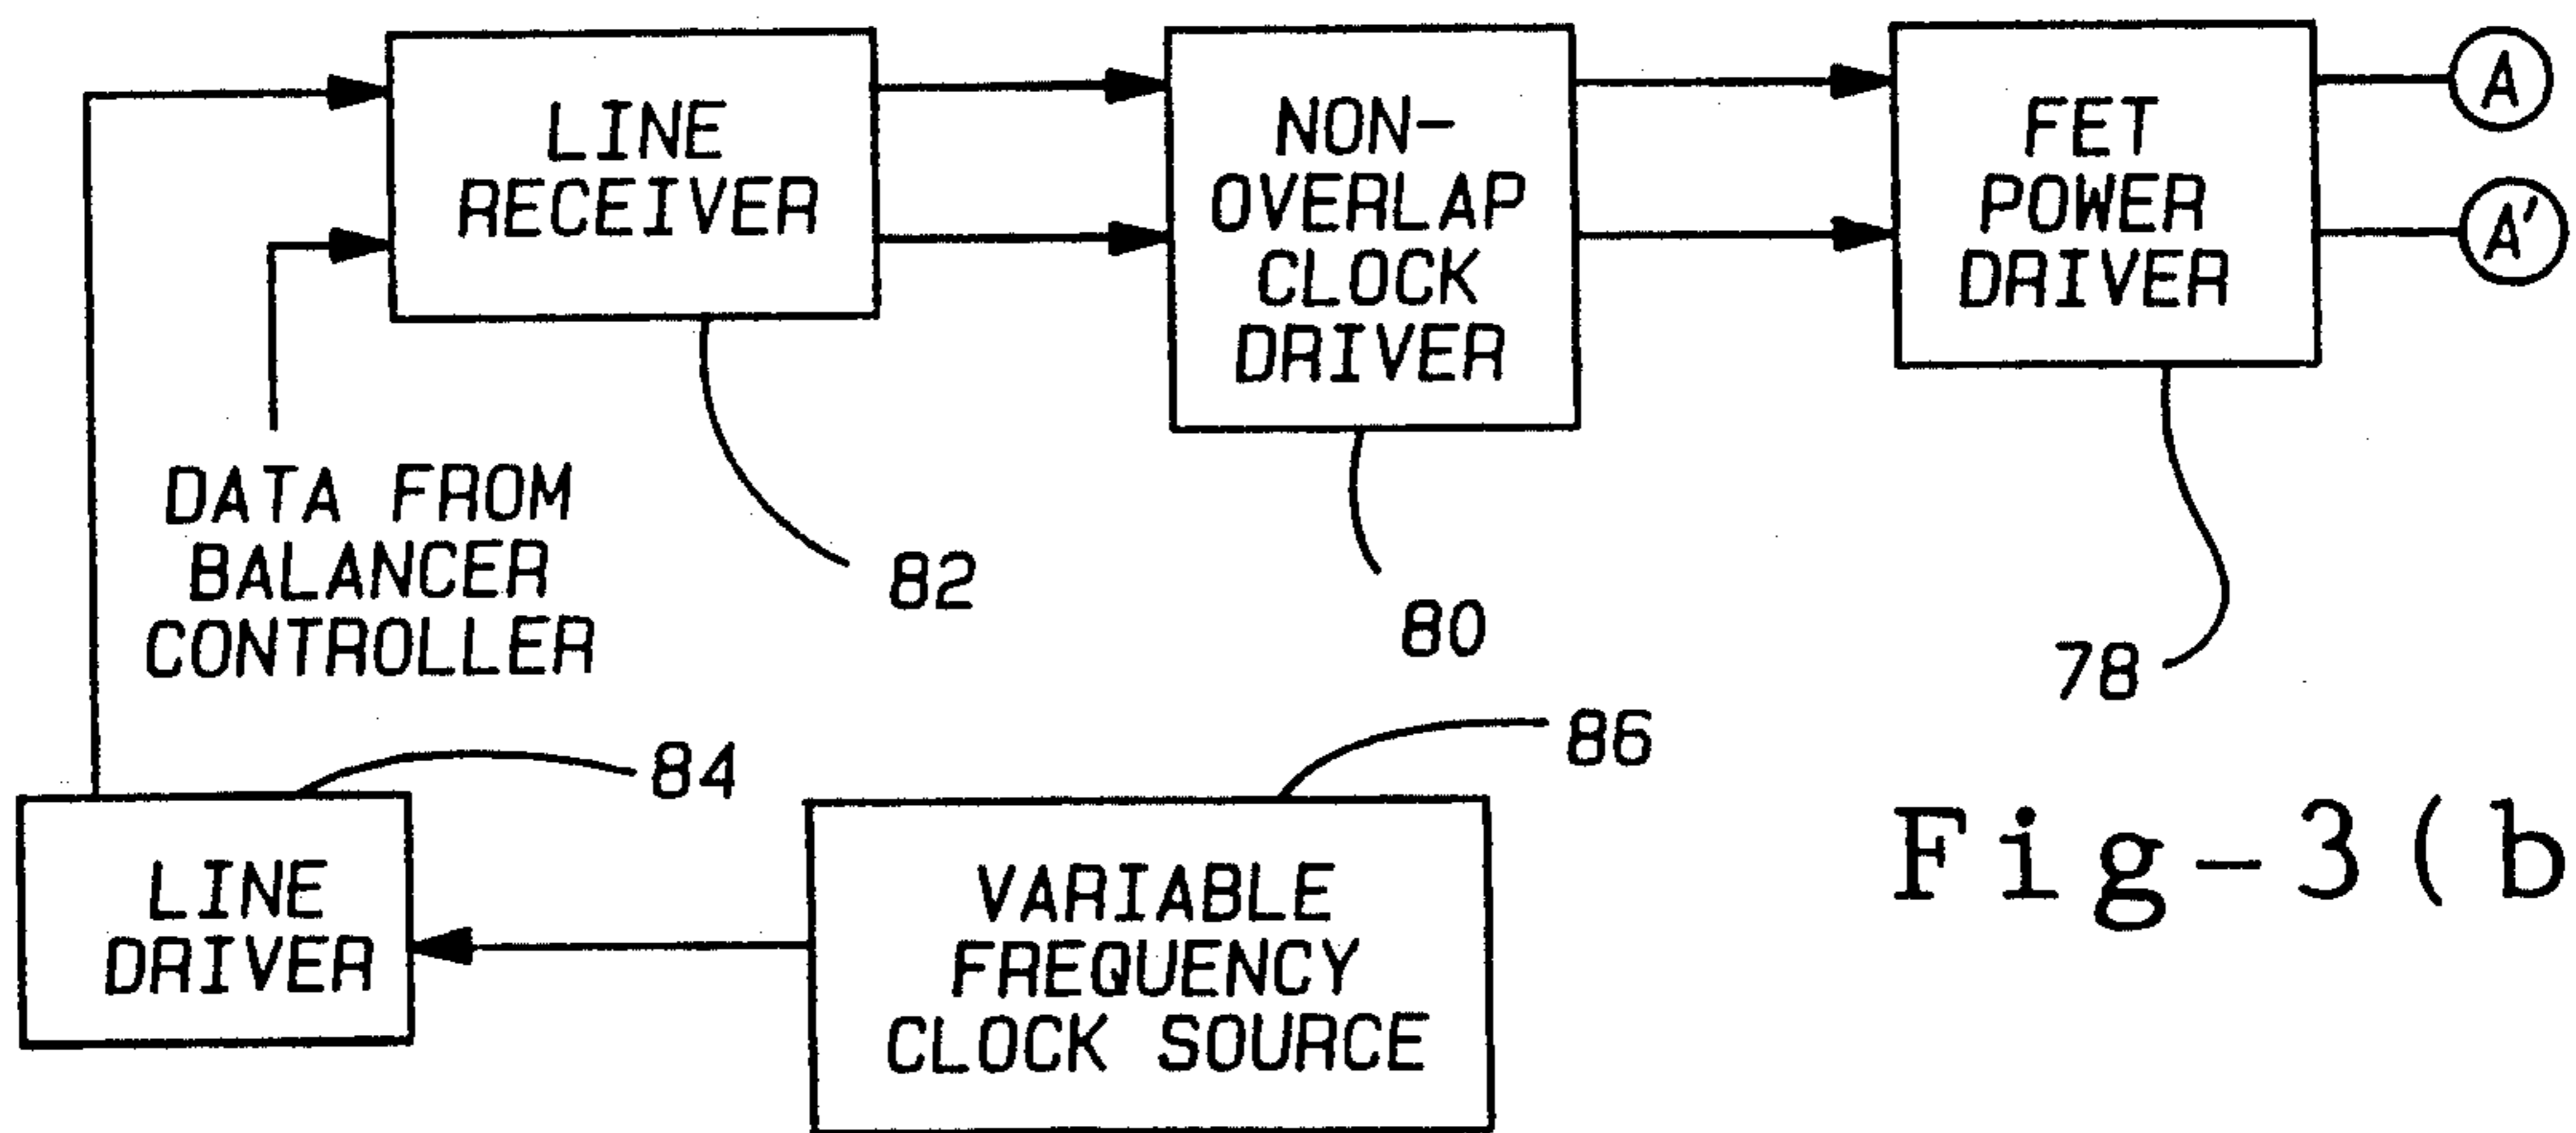 LINE
RECEIVER
NON-
OVERLAP
CLOCK
DRIVER
FET
POWER
DRIVER
A
A'
DATA FROM
BALANCER
CONTROLLER
82
80
78
84
86
LINE
DRIVER
VARIABLE
FREQUENCY
CLOCK SOURCE
Fig-3(b